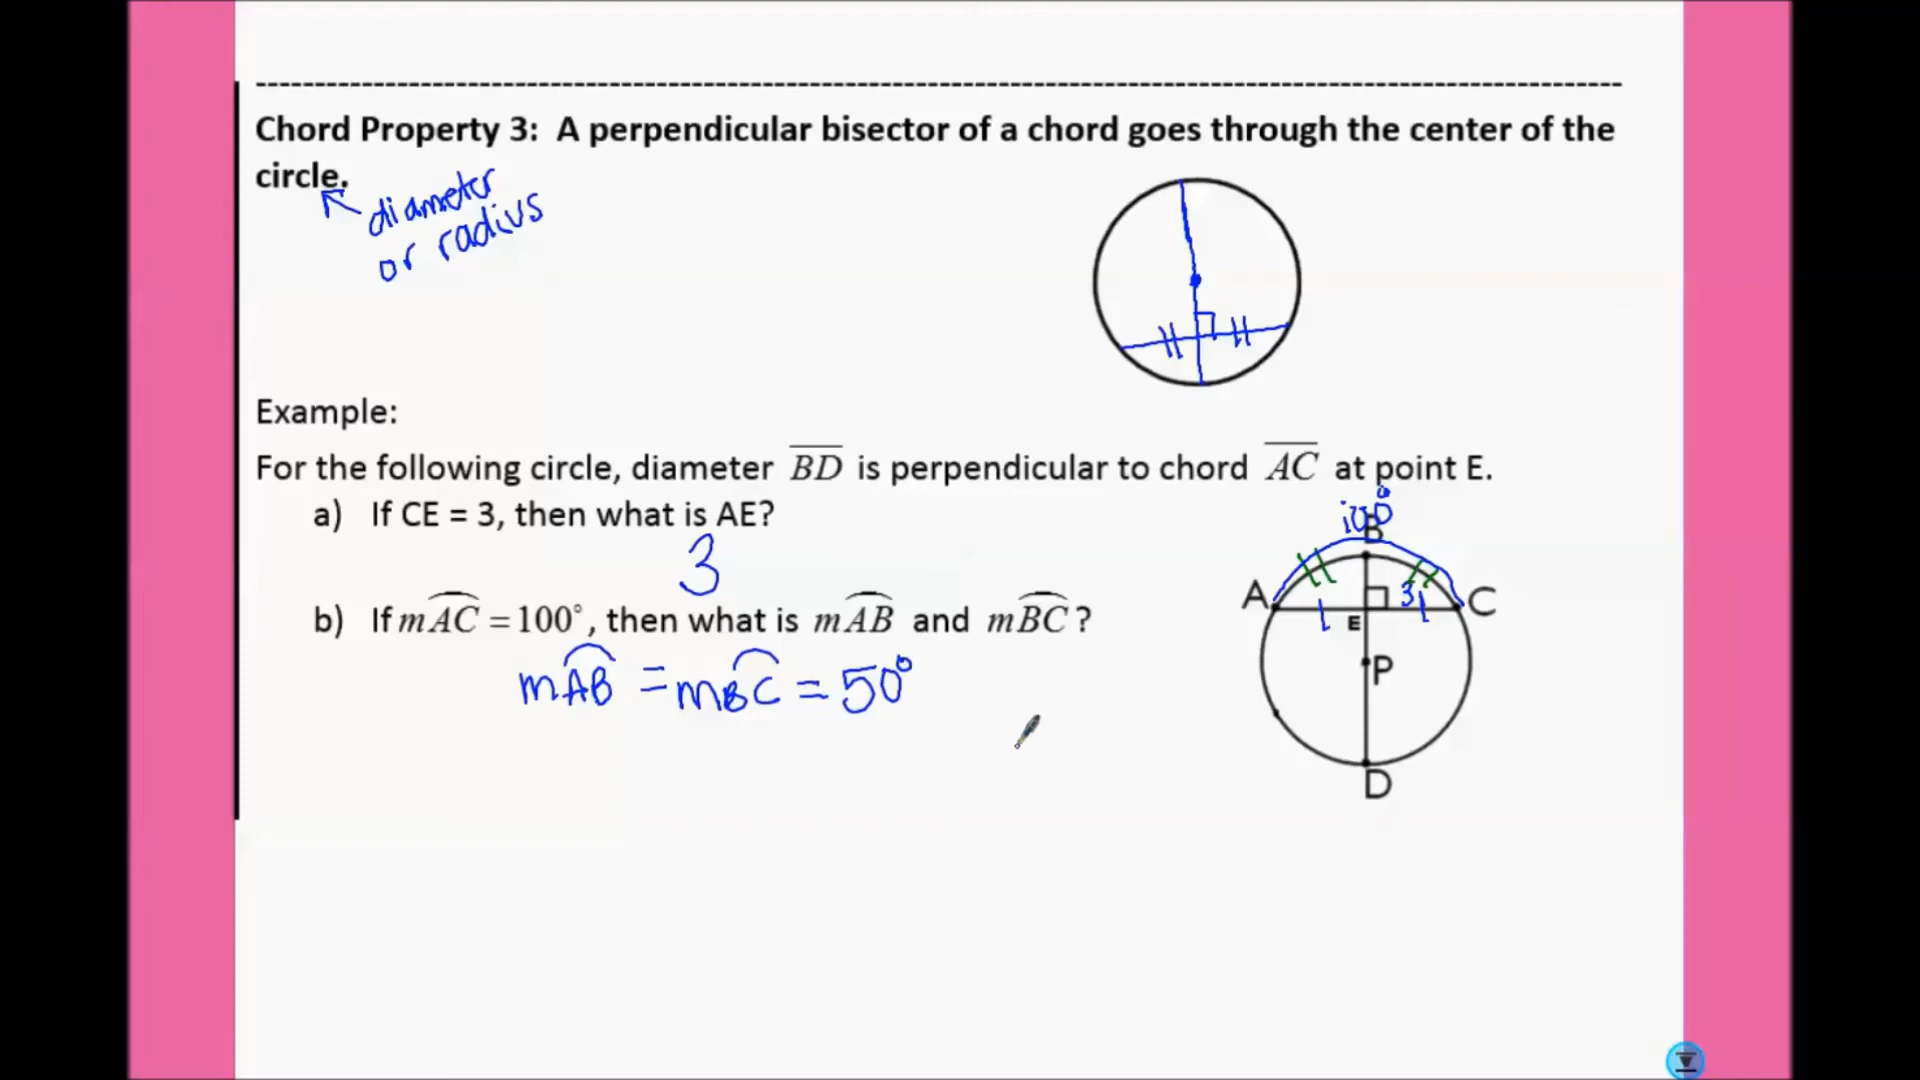 Chord Property 3: A perpendicular bisector of a chord goes through the center of the
circle.
diameter
or radius
Example:
For the following circle, diameter BD is perpendicular to chord AC at point E.
a) If CE = 3, then what is AE?
3
b) If mAC = 100°, then what is mAB and mBC?
mAB = mBC = 50°
100°
B
A
3
C
E
P
D